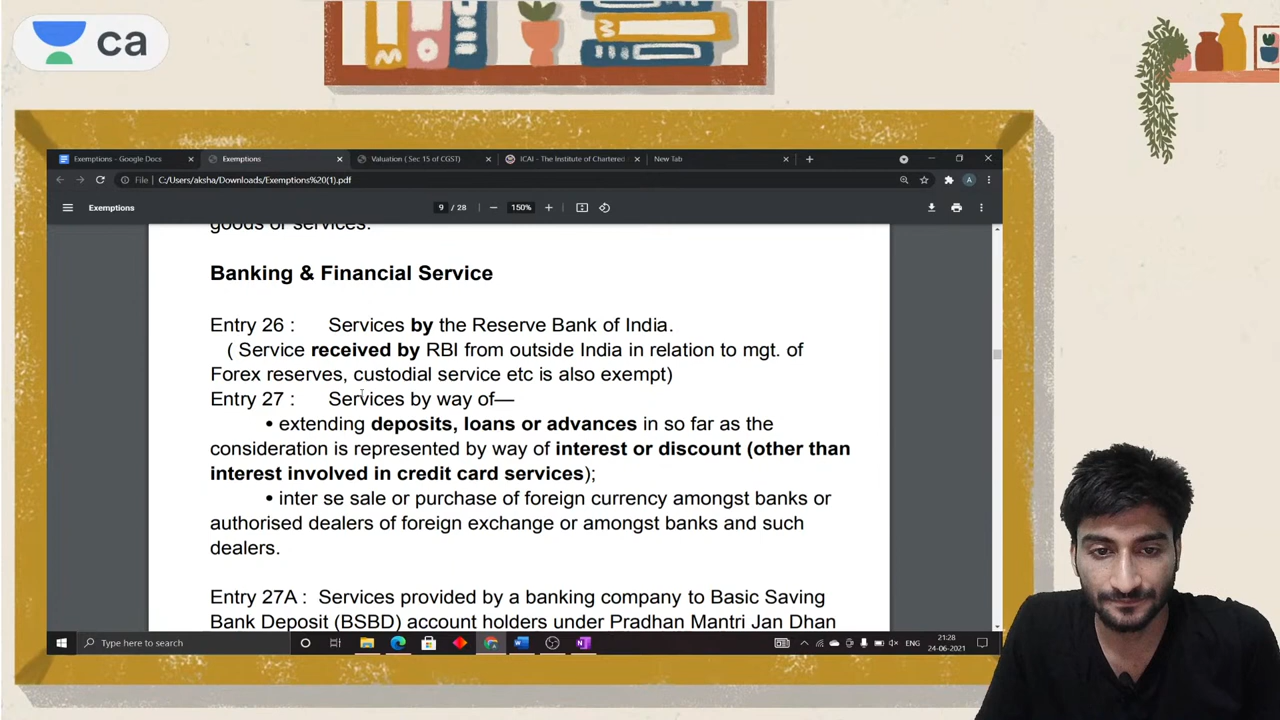 ca
Exemptions - Google Docs
Exemptions
Valuation ( Sec 15 of CGST)
ICAI - The Institute of Chartered
New Tab
File
C:/Users/aksha/Downloads/Exemptions%20(1).pdf
A
Exemptions
9 / 28
150%
goods or services.
Banking & Financial Service
Entry 26 : Services by the Reserve Bank of India.
( Service received by RBI from outside India in relation to mgt. of
Forex reserves, custodial service etc is also exempt)
Entry 27 : Services by way of—
• extending deposits, loans or advances in so far as the
consideration is represented by way of interest or discount (other than
interest involved in credit card services);
• inter se sale or purchase of foreign currency amongst banks or
authorised dealers of foreign exchange or amongst banks and such
dealers.
Entry 27A : Services provided by a banking company to Basic Saving
Bank Deposit (BSBD) account holders under Pradhan Mantri Jan Dhan
Type here to search
ENG
21:28
24-06-2021